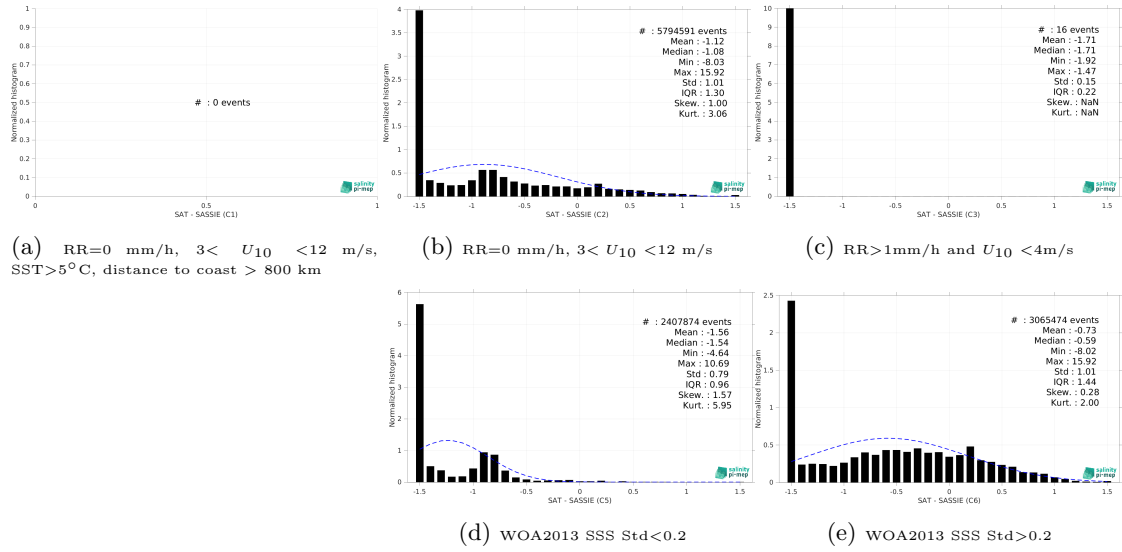 1
0.9
0.8
0.7
0.6
0.5
0.4
0.3
0.2
0.1
0
Normalized histogram
# : 0 events
salinity
pi-mep
0 0.5 1
SAT - SASSIE (C1)
(a) RR=0 mm/h, 3< U10 <12 m/s,
SST>5°C, distance to coast > 800 km
4
3.5
3
2.5
2
1.5
1
0.5
0
Normalized histogram
# : 5794591 events
Mean : -1.12
Median : -1.08
Min : -8.03
Max : 15.92
Std : 1.01
IQR : 1.30
Skew. : 1.00
Kurt. : 3.06
salinity
pi-mep
-1.5 -1 -0.5 0 0.5 1 1.5
SAT - SASSIE (C2)
(b) RR=0 mm/h, 3< U10 <12 m/s
10
9
8
7
6
5
4
3
2
1
0
Normalized histogram
# : 16 events
Mean : -1.71
Median : -1.71
Min : -1.92
Max : -1.47
Std : 0.15
IQR : 0.22
Skew. : NaN
Kurt. : NaN
salinity
pi-mep
-1.5 -1 -0.5 0 0.5 1 1.5
SAT - SASSIE (C3)
(c) RR>1mm/h and U10 <4m/s
6
5
4
3
2
1
0
Normalized histogram
# : 2407874 events
Mean : -1.56
Median : -1.54
Min : -4.64
Max : 10.69
Std : 0.79
IQR : 0.96
Skew. : 1.57
Kurt. : 5.95
salinity
pi-mep
-1.5 -1 -0.5 0 0.5 1 1.5
SAT - SASSIE (C5)
(d) WOA2013 SSS Std<0.2
2.5
2
1.5
1
0.5
0
Normalized histogram
# : 3065474 events
Mean : -0.73
Median : -0.59
Min : -8.02
Max : 15.92
Std : 1.01
IQR : 1.44
Skew. : 0.28
Kurt. : 2.00
salinity
pi-mep
-1.5 -1 -0.5 0 0.5 1 1.5
SAT - SASSIE (C6)
(e) WOA2013 SSS Std>0.2